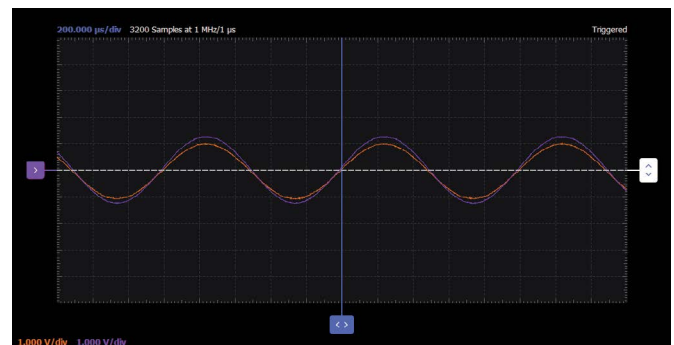 200.000 µs/div 3200 Samples at 1 MHz/1 µs Triggered
1.000 V/div 1.000 V/div